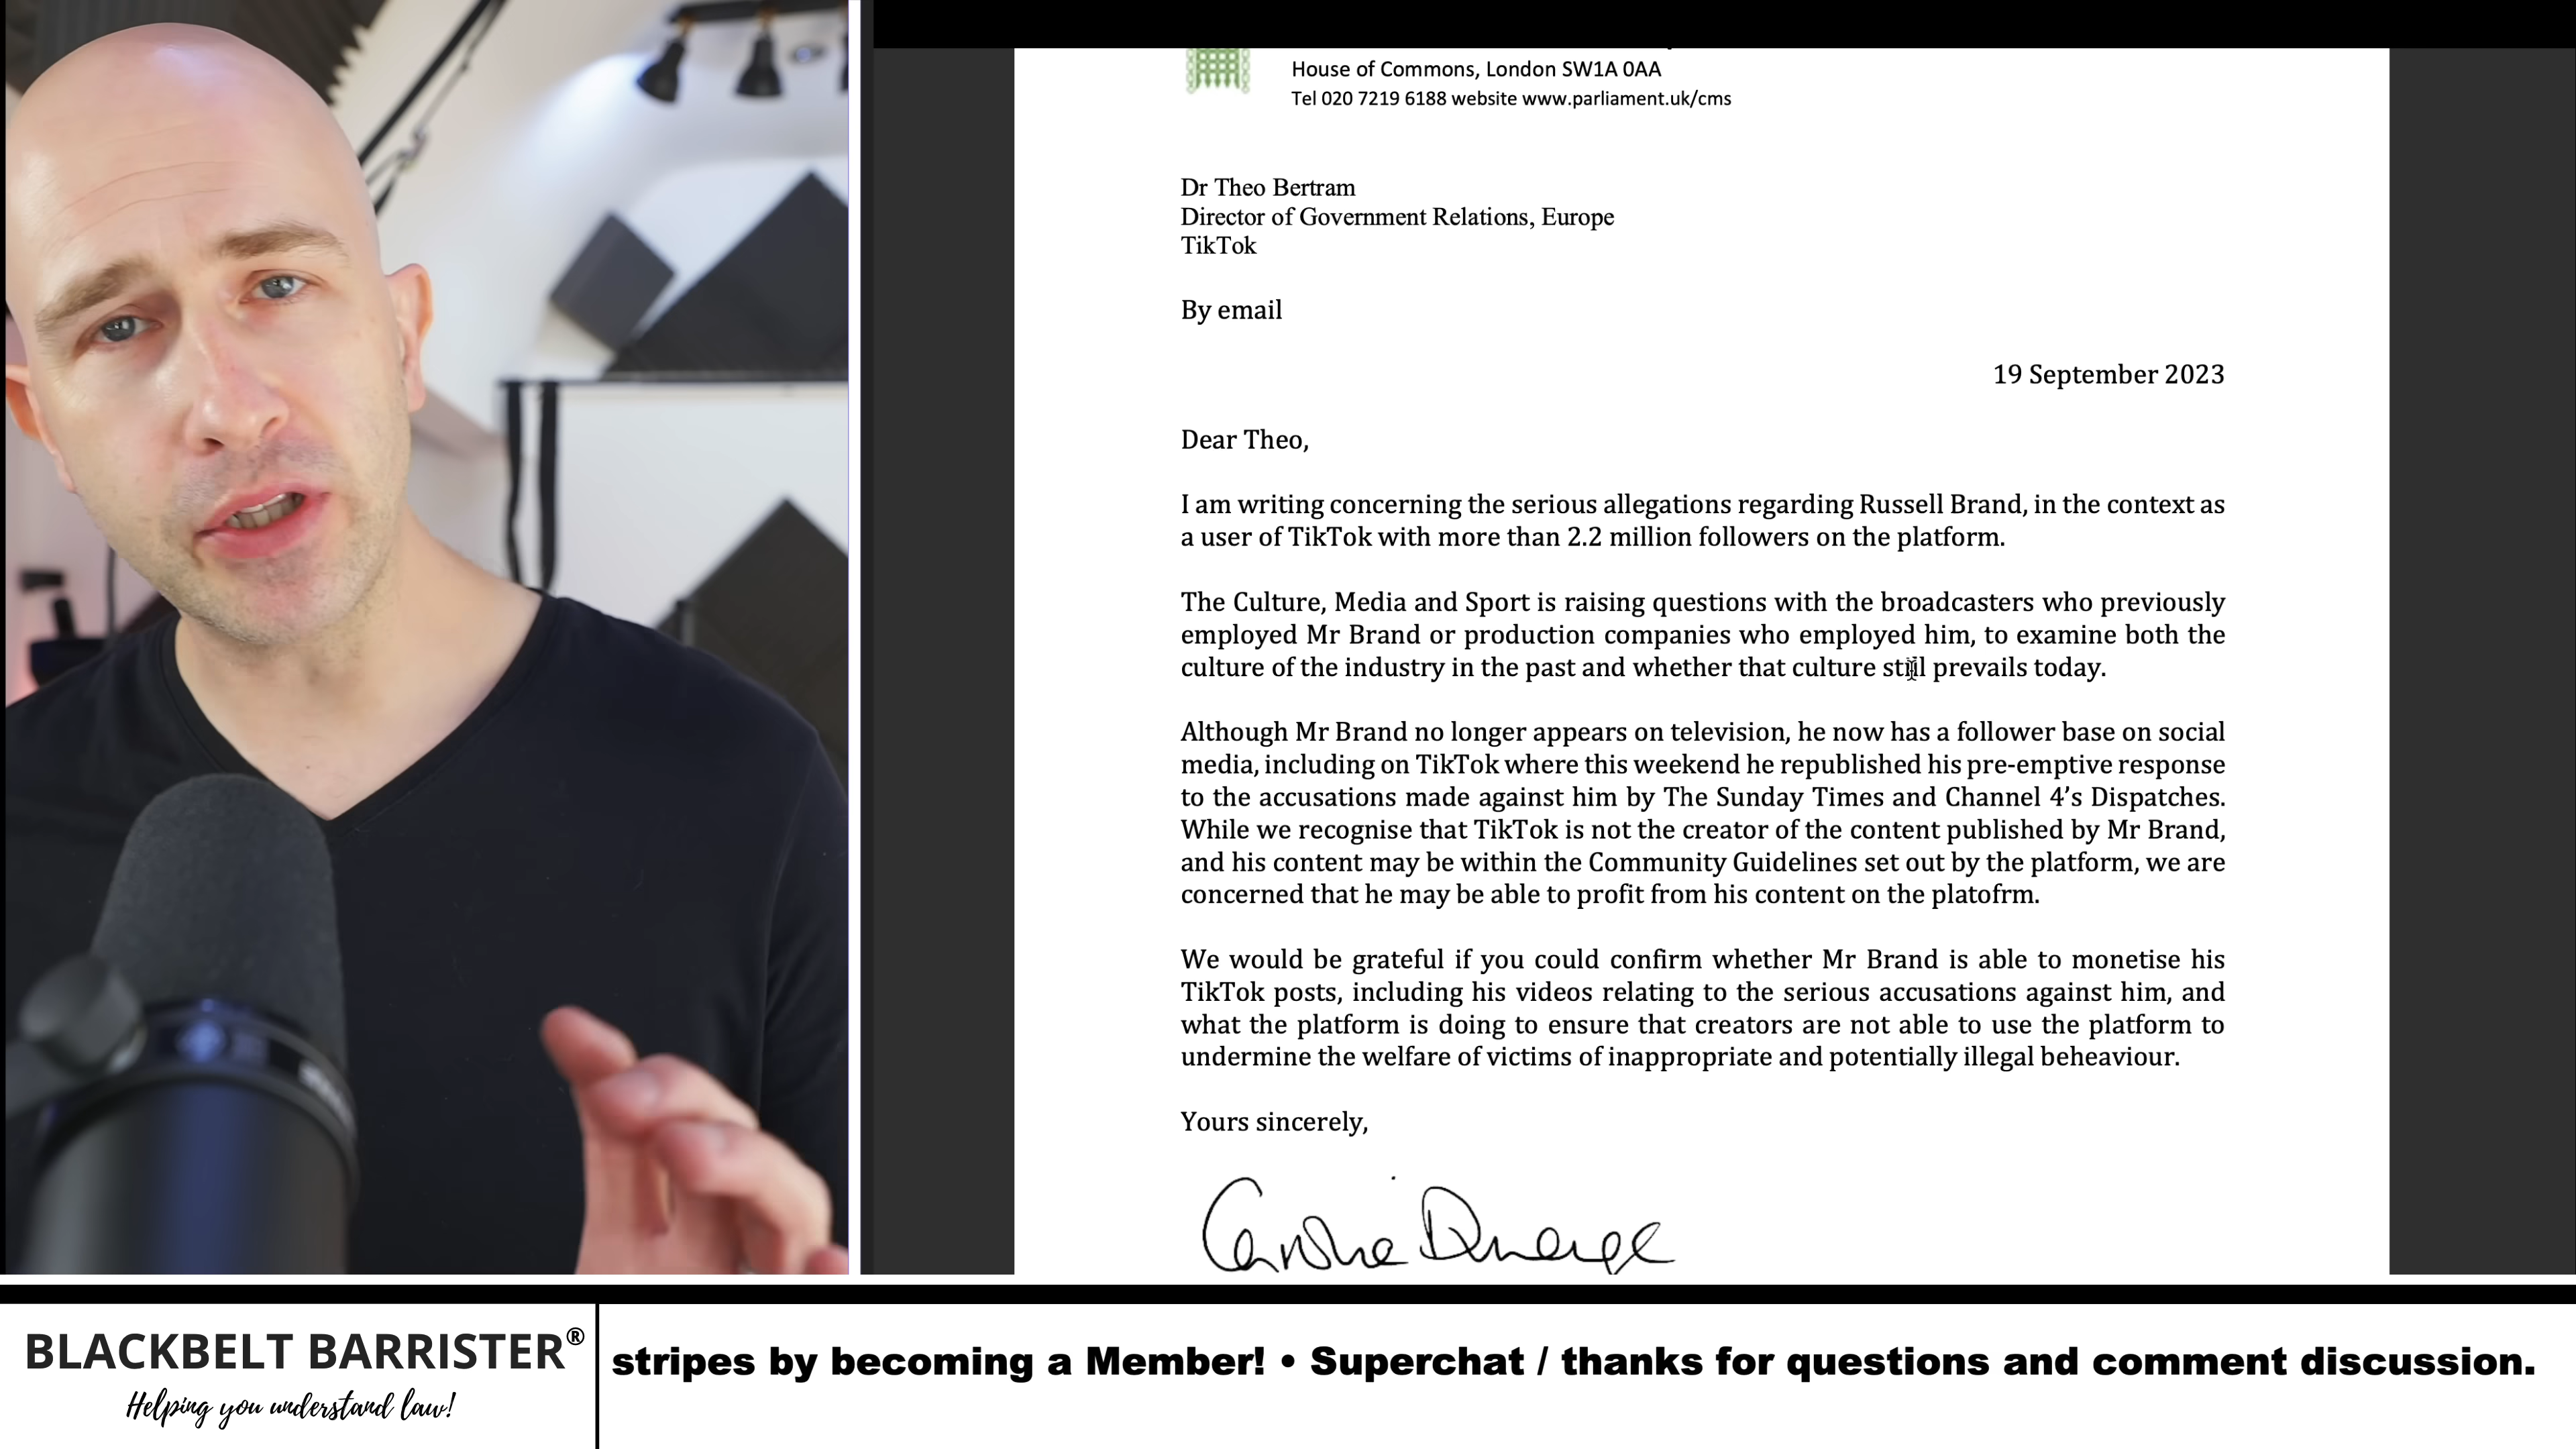 House of Commons, London SW1A 0AA
Tel 020 7219 6188 website www.parliament.uk/cms
Dr Theo Bertram
Director of Government Relations, Europe
TikTok
By email
19 September 2023
Dear Theo,
I am writing concerning the serious allegations regarding Russell Brand, in the context as
a user of TikTok with more than 2.2 million followers on the platform.
The Culture, Media and Sport is raising questions with the broadcasters who previously
employed Mr Brand or production companies who employed him, to examine both the
culture of the industry in the past and whether that culture still prevails today.
Although Mr Brand no longer appears on television, he now has a follower base on social
media, including on TikTok where this weekend he republished his pre-emptive response
to the accusations made against him by The Sunday Times and Channel 4’s Dispatches.
While we recognise that TikTok is not the creator of the content published by Mr Brand,
and his content may be within the Community Guidelines set out by the platform, we are
concerned that he may be able to profit from his content on the platofrm.
We would be grateful if you could confirm whether Mr Brand is able to monetise his
TikTok posts, including his videos relating to the serious accusations against him, and
what the platform is doing to ensure that creators are not able to use the platform to
undermine the welfare of victims of inappropriate and potentially illegal beheaviour.
Yours sincerely,
BLACKBELT BARRISTER®
Helping you understand law!
stripes by becoming a Member! • Superchat / thanks for questions and comment discussion.